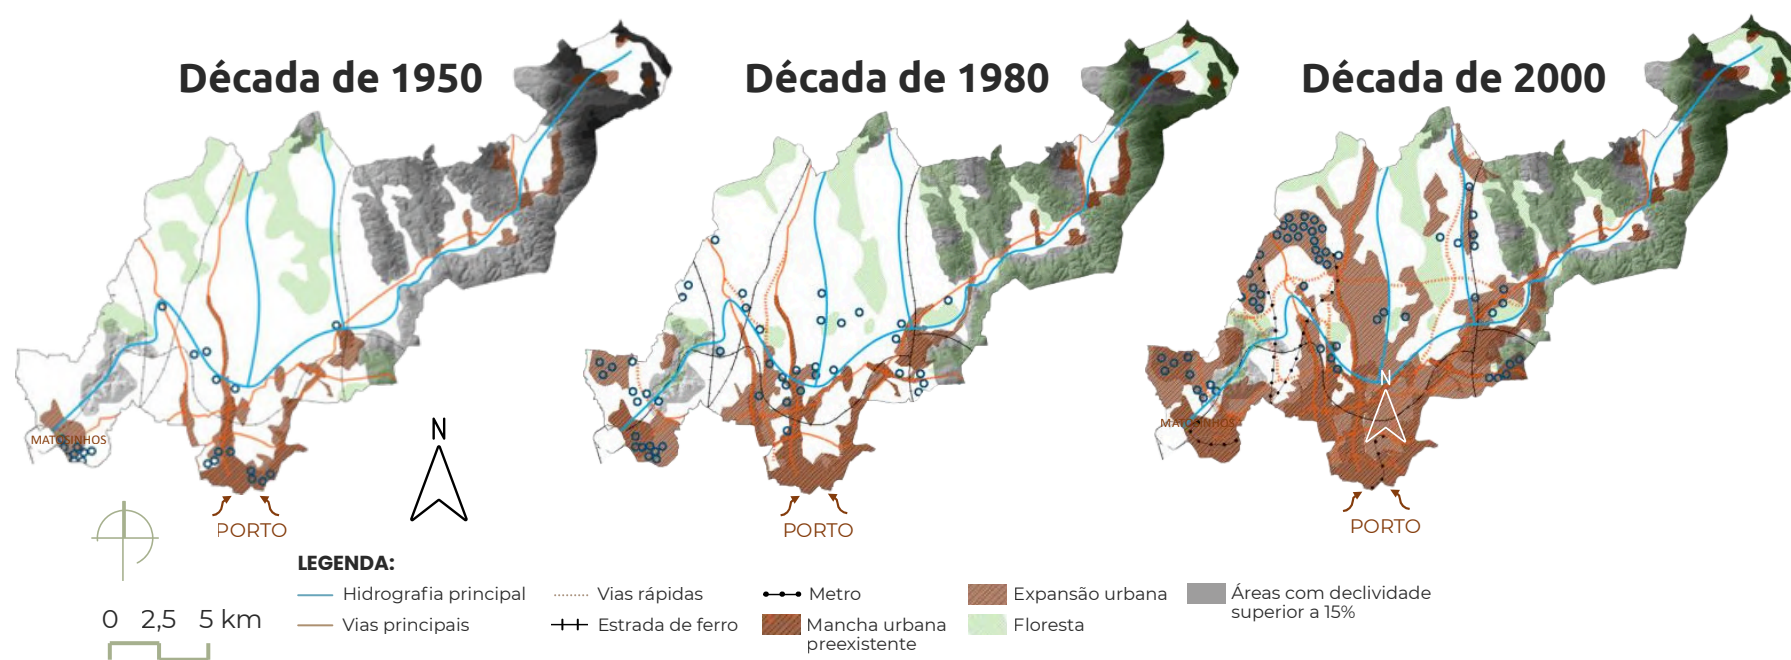 Década de 1950
Década de 1980
Década de 2000
MATOSINHOS
MATOSINHOS
N
N
PORTO
PORTO
PORTO
LEGENDA:
Hidrografia principal
Vias principais
Vias rápidas
Estrada de ferro
Metro
Mancha urbana
preexistente
Expansão urbana
Floresta
Áreas com declividade
superior a 15%
0 2,5 5 km